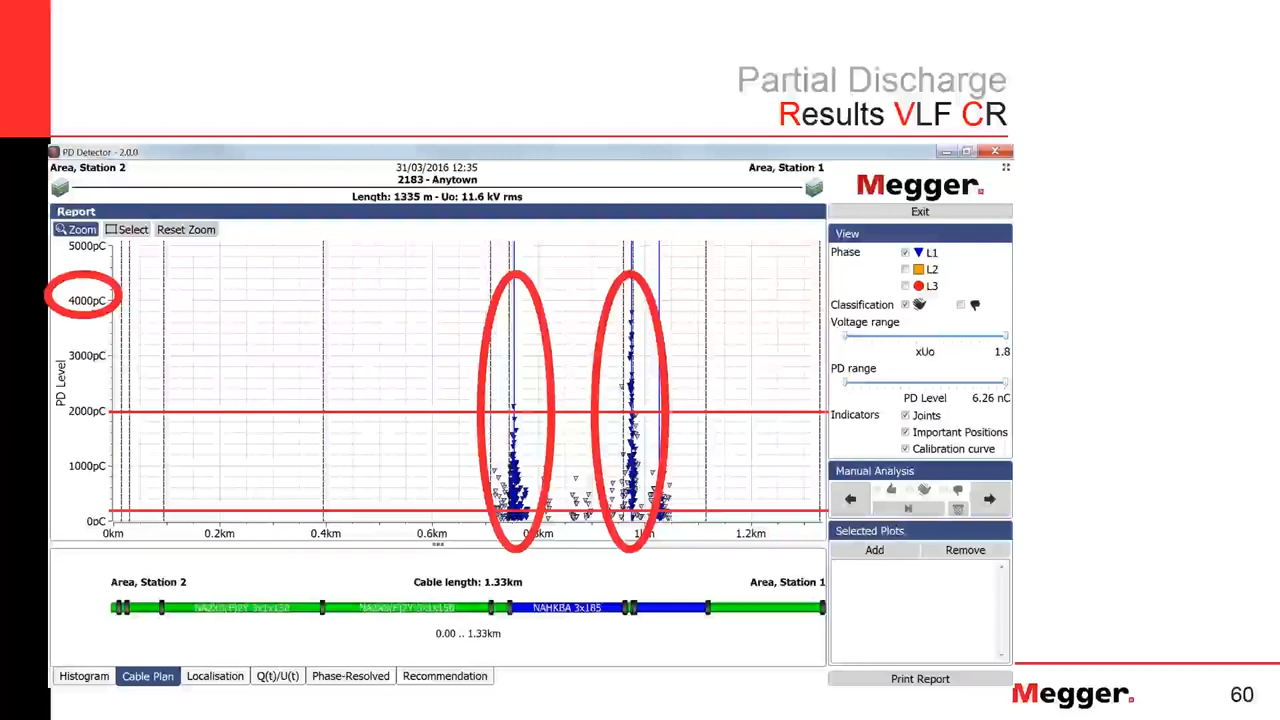 Partial Discharge
Results VLF CR
PD Detector - 2.0.0
Area, Station 2
31/03/2016 12:35
Area, Station 1
2183 - Anytown
Length: 1335 m - Uo: 11.6 kV rms
Megger.
Exit
Report
View
Zoom
Select
Reset Zoom
Phase
L1
L2
L3
Classification
Voltage range
xUo
1.8
PD range
PD Level
6.26 nC
Indicators
Joints
Important Positions
Calibration curve
Manual Analysis
Selected Plots
Add
Remove
Print Report
PD Level
5000pC
4000pC
3000pC
2000pC
1000pC
0pC
0km
0.2km
0.4km
0.6km
0.8km
1km
1.2km
Area, Station 2
Cable length: 1.33km
Area, Station 1
NAHKBA 3x185
0.00 .. 1.33km
Histogram
Cable Plan
Localisation
Q(t)/U(t)
Phase-Resolved
Recommendation
Megger.
60